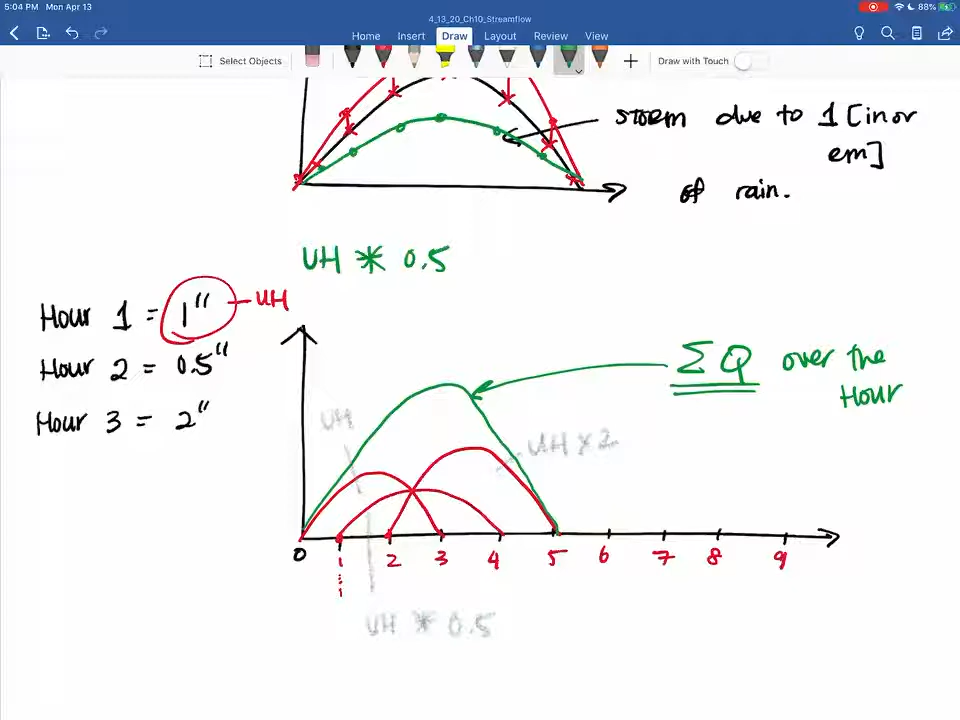 5:04 PM Mon Apr 13
88%
4_13_20_Ch10_Streamflow
Home Insert Draw Layout Review View
Select Objects
Draw with Touch
storm due to 1 [in or
cm]
of rain.
UH * 0.5
Hour 1 = 1" UH
Hour 2 = 0.5"
Hour 3 = 2"
Σ Q over the
Hour
UH
UH * 2
0 1 2 3 4 5 6 7 8 9
UH * 0.5